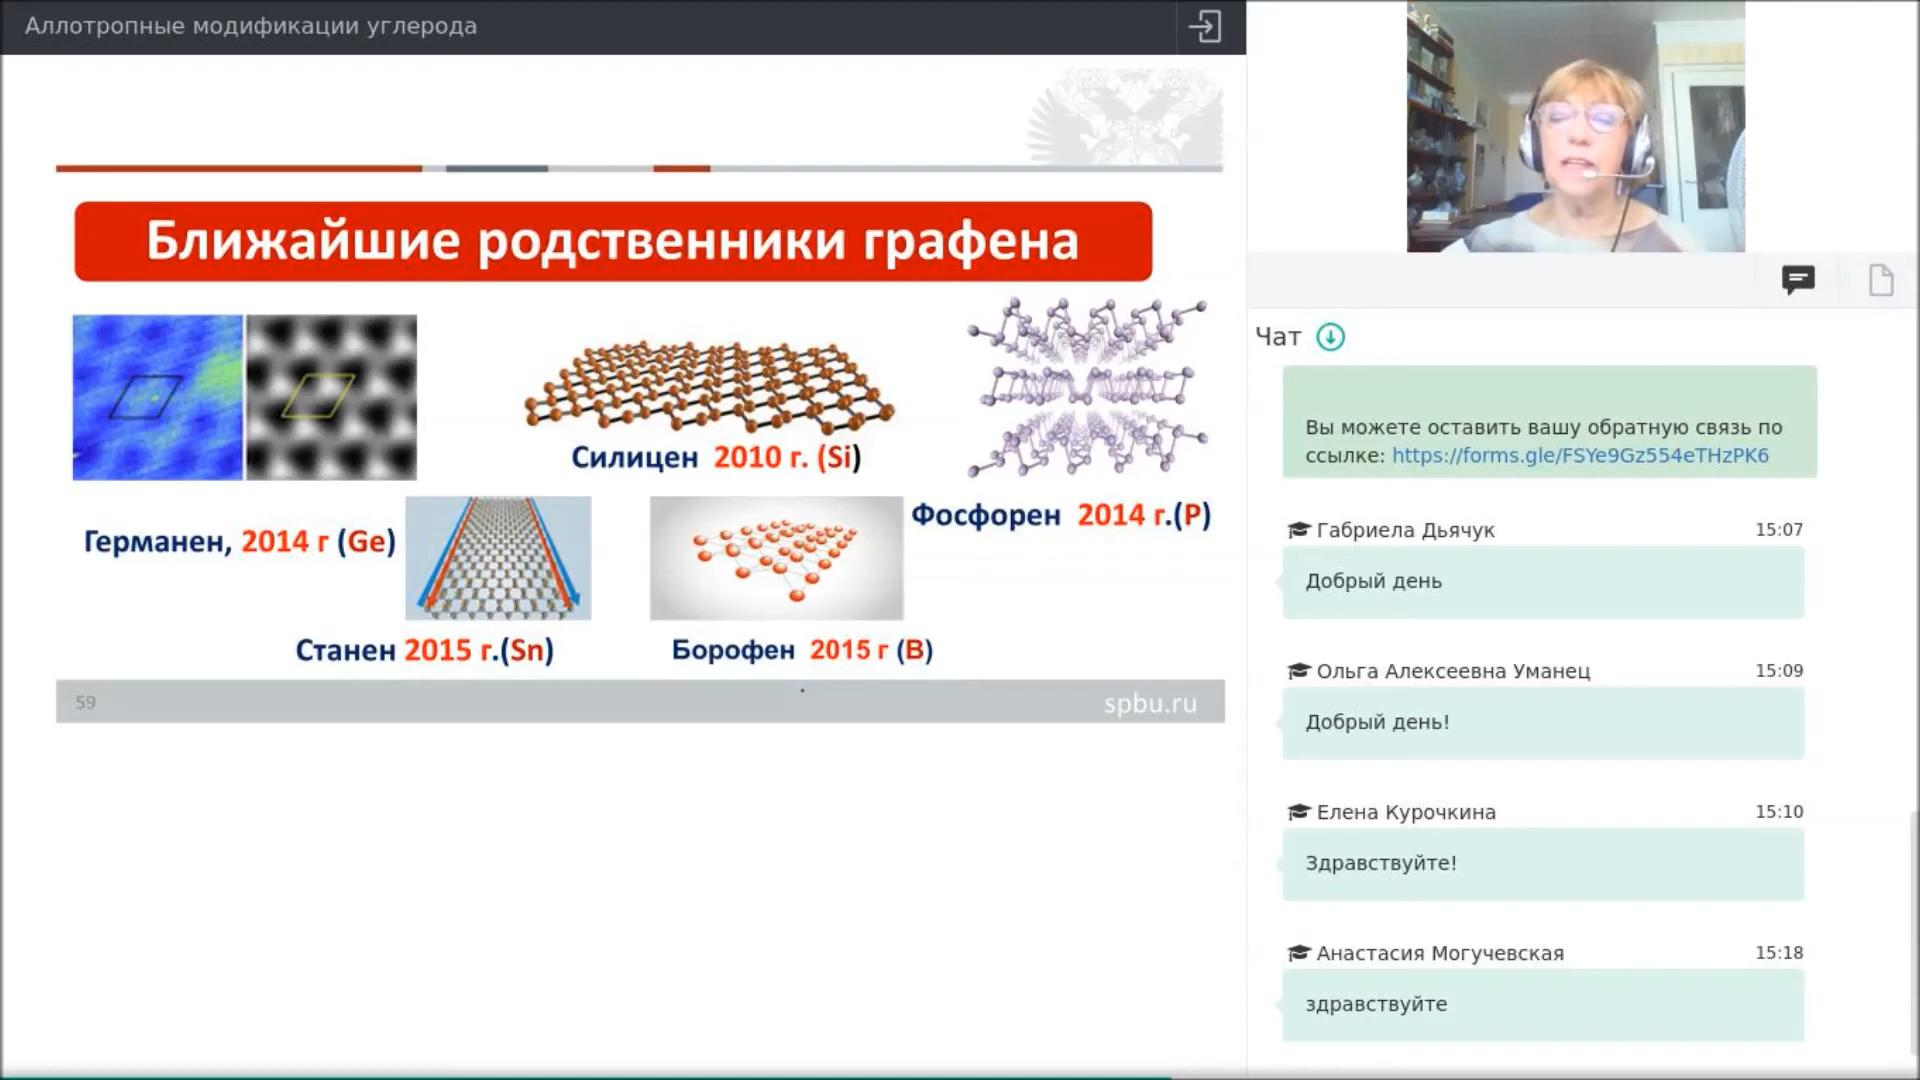 Аллотропные модификации углерода
Ближайшие родственники графена
Силицен 2010 г. (Si)
Фосфорен 2014 г.(P)
Германен, 2014 г (Ge)
Станен 2015 г.(Sn)
Борофен 2015 г (B)
59
spbu.ru
Чат
Вы можете оставить вашу обратную связь по
ссылке: https://forms.gle/FSYe9Gz554eTHzPK6
Габриела Дьячук 15:07
Добрый день
Ольга Алексеевна Уманец 15:09
Добрый день!
Елена Курочкина 15:10
Здравствуйте!
Анастасия Могучевская 15:18
здравствуйте